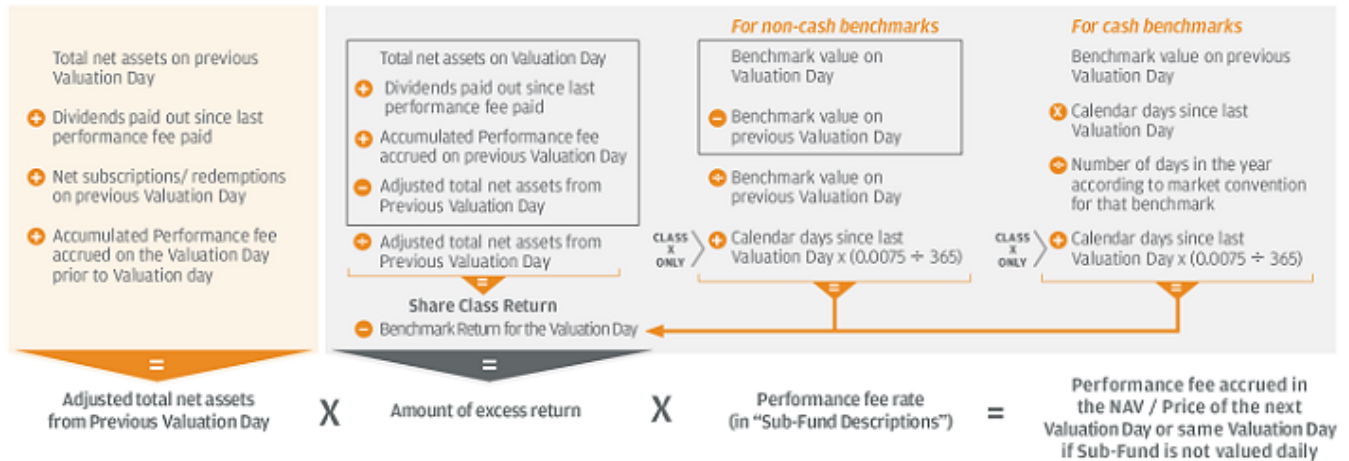 Total net assets on previous
Valuation Day
+ Dividends paid out since last
performance fee paid
+ Net subscriptions/ redemptions
on previous Valuation Day
+ Accumulated Performance fee
accrued on the Valuation Day
prior to Valuation day
=
Adjusted total net assets
from Previous Valuation Day
Total net assets on Valuation Day
+ Dividends paid out since last
performance fee paid
+ Accumulated Performance fee
accrued on previous Valuation Day
− Adjusted total net assets from
Previous Valuation Day
÷ Adjusted total net assets from
Previous Valuation Day
=
Share Class Return
− Benchmark Return for the Valuation Day
=
For non-cash benchmarks
Benchmark value on
Valuation Day
− Benchmark value on
previous Valuation Day
÷ Benchmark value on
previous Valuation Day
CLASS
X
ONLY
+ Calendar days since last
Valuation Day x (0.0075 ÷ 365)
=
For cash benchmarks
Benchmark value on previous
Valuation Day
x Calendar days since last
Valuation Day
÷ Number of days in the year
according to market convention
for that benchmark
CLASS
X
ONLY
+ Calendar days since last
Valuation Day x (0.0075 ÷ 365)
=
X
Amount of excess return
X
Performance fee rate
(in “Sub-Fund Descriptions”)
=
Performance fee accrued in
the NAV / Price of the next
Valuation Day or same Valuation Day
if Sub-Fund is not valued daily